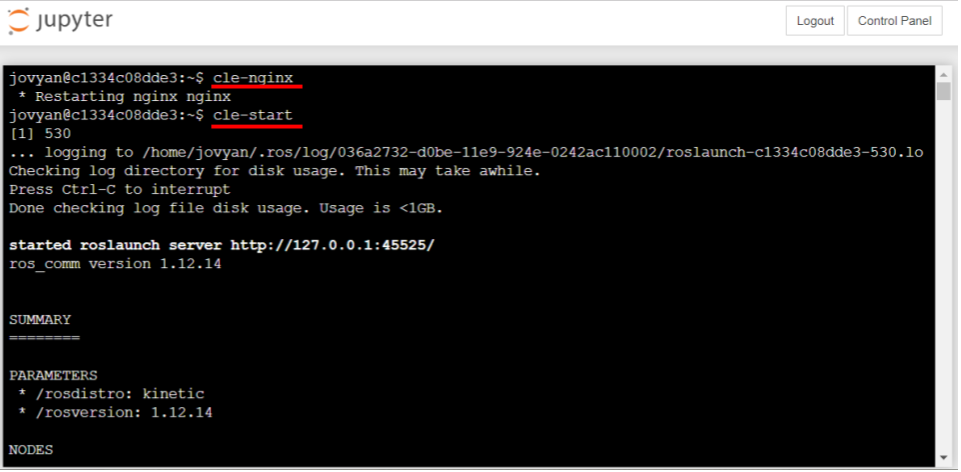 jupyter
Logout
Control Panel
jovyan@c1334c08dde3:~$ cle-nginx
* Restarting nginx nginx
jovyan@c1334c08dde3:~$ cle-start
[1] 530
... logging to /home/jovyan/.ros/log/036a2732-d0be-11e9-924e-0242ac110002/roslaunch-c1334c08dde3-530.lo
Checking log directory for disk usage. This may take awhile.
Press Ctrl-C to interrupt
Done checking log file disk usage. Usage is <1GB.
started roslaunch server http://127.0.0.1:45525/
ros_comm version 1.12.14
SUMMARY
========
PARAMETERS
* /rosdistro: kinetic
* /rosversion: 1.12.14
NODES